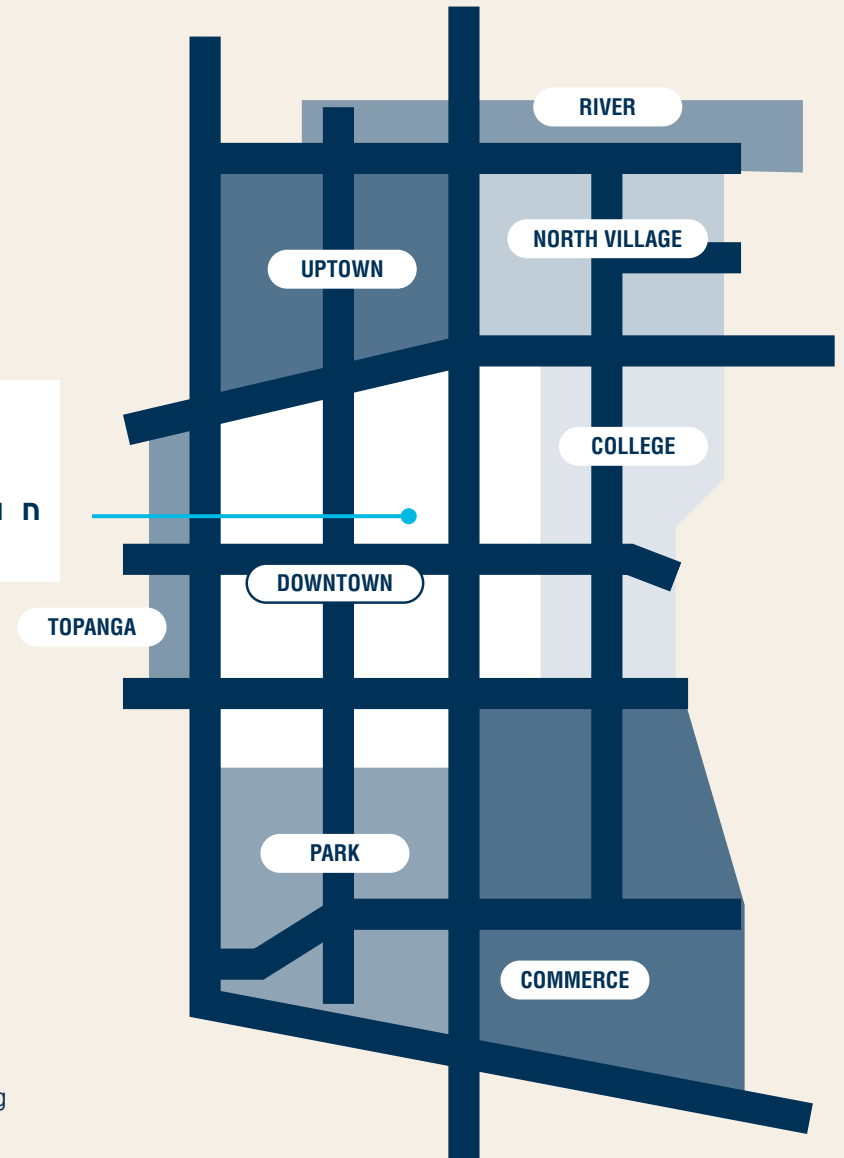 RIVER
NORTH VILLAGE
UPTOWN
COLLEGE
n
DOWNTOWN
TOPANGA
PARK
COMMERCE
g